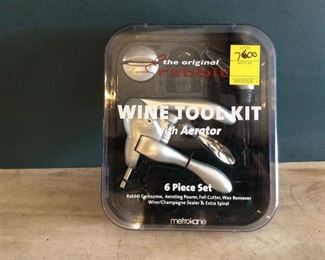 the original
rabbit
7600
WINE TOOL KIT
with Aerator
6 Piece Set
Rabbit Corkscrew, Aerating Pourer, Foil Cutter, Wax Remover
Wine/Champagne Sealer & Extra Spiral
metrokane